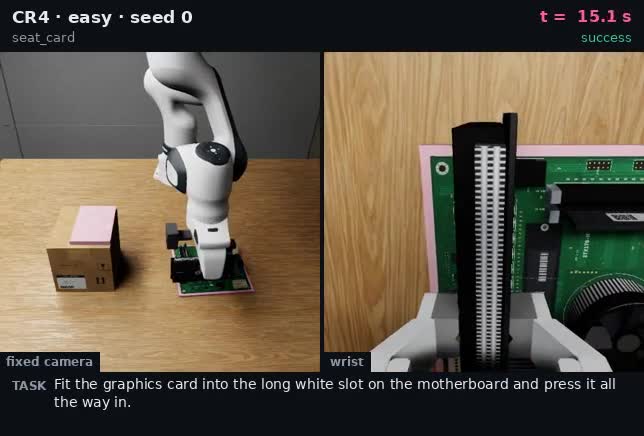 CR4 · easy · seed 0
t = 15.1 s
seat_card
success
fixed camera
wrist
TASK Fit the graphics card into the long white slot on the motherboard and press it all
the way in.